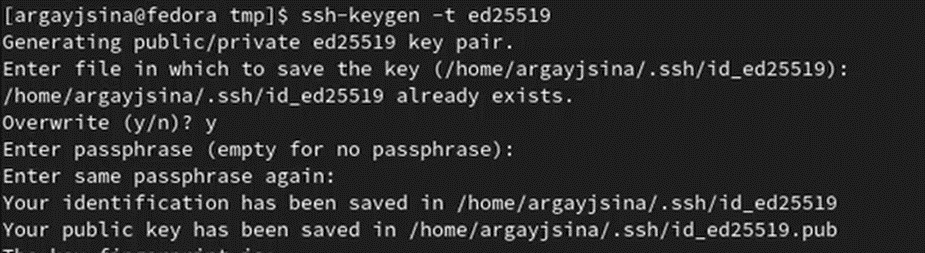 [argayjsina@fedora tmp]$ ssh-keygen -t ed25519
Generating public/private ed25519 key pair.
Enter file in which to save the key (/home/argayjsina/.ssh/id_ed25519):
/home/argayjsina/.ssh/id_ed25519 already exists.
Overwrite (y/n)? y
Enter passphrase (empty for no passphrase):
Enter same passphrase again:
Your identification has been saved in /home/argayjsina/.ssh/id_ed25519
Your public key has been saved in /home/argayjsina/.ssh/id_ed25519.pub